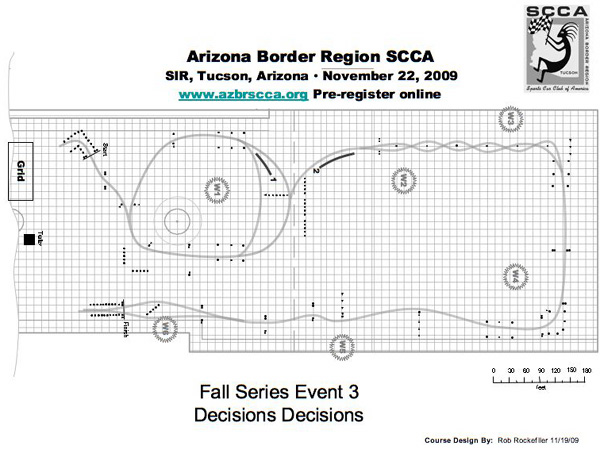 Arizona Border Region SCCA
SIR, Tucson, Arizona • November 22, 2009
www.azbrscca.org Pre-register online
SCCA
ARIZONA BORDER REGION
TUCSON
Sports Car Club of America
Grid
Start
1
2
W1
W2
W3
W4
W5
W6
Finish
0 30 60 90 120 150 180
feet
Fall Series Event 3
Decisions Decisions
Course Design By: Rob Rockefiller 11/19/09